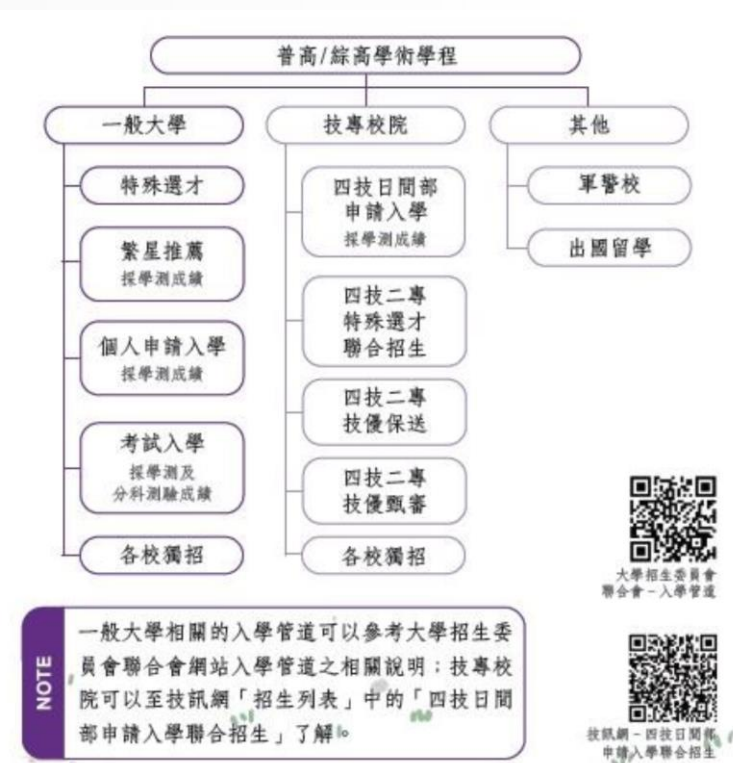 普高/綜高學術學程
一般大學
特殊選才
繁星推薦
採學測成績
個人申請入學
採學測成績
考試入學
採學測及
分科測驗成績
各校獨招
技專校院
四技日間部
申請入學
採學測成績
四技二專
特殊選才
聯合招生
四技二專
技優保送
四技二專
技優甄審
各校獨招
其他
軍警校
出國留學
大學招生委員會
聯合會－入學管道
NOTE
一般大學相關的入學管道可以參考大學招生委
員會聯合會網站入學管道之相關說明；技專校
院可以至技訊網「招生列表」中的「四技日間
部申請入學聯合招生」了解。
技訊網－四技日間部
申請入學聯合招生